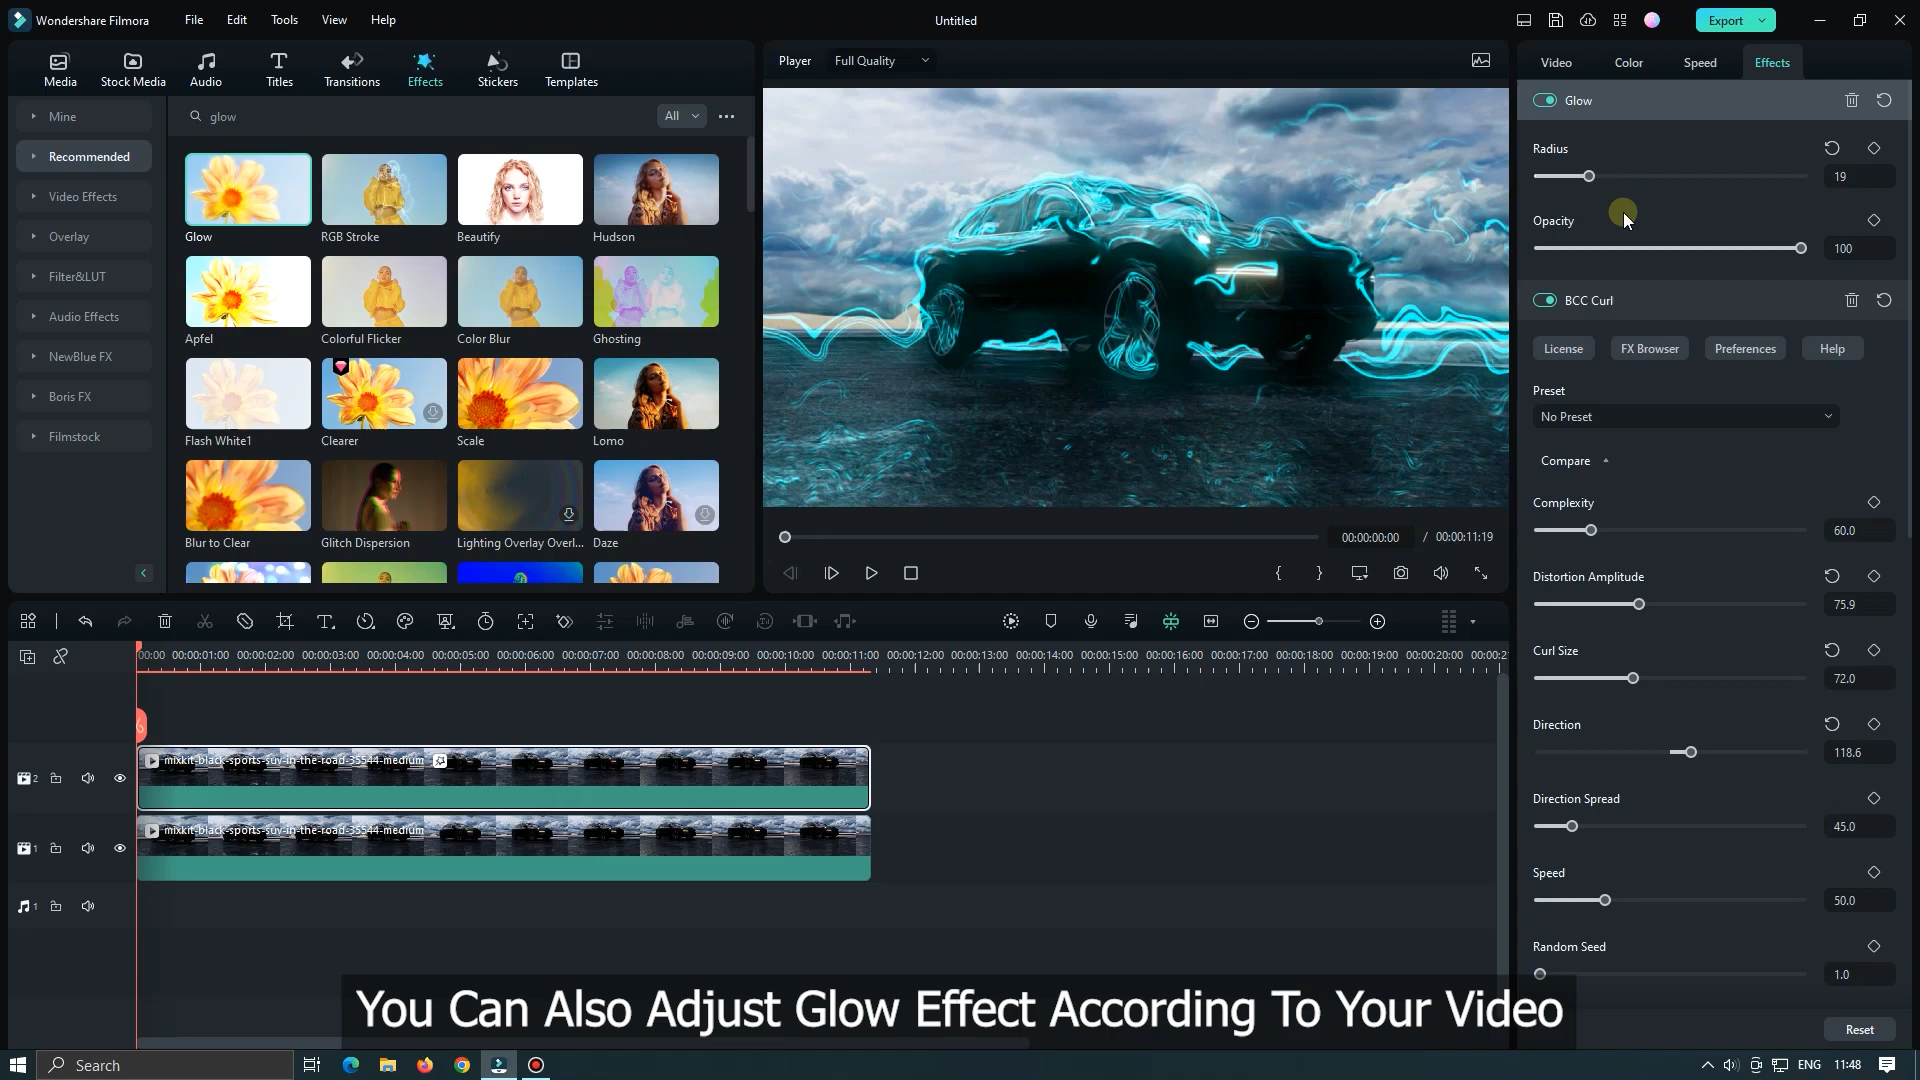 Wondershare Filmora
File Edit Tools View Help
Untitled
Export
Media Stock Media Audio Titles Transitions Effects Stickers Templates
Player Full Quality
Video Color Speed Effects
Mine
Recommended
Video Effects
Overlay
Filter&LUT
Audio Effects
NewBlue FX
Boris FX
Filmstock
glow
All
Glow RGB Stroke Beautify Hudson
Apfel Colorful Flicker Color Blur Ghosting
Flash White1 Clearer Scale Lomo
Blur to Clear Glitch Dispersion Lighting Overlay Overl... Daze
00:00:00:00 / 00:00:11:19
Glow
Radius
19
Opacity
100
BCC Curl
License FX Browser Preferences Help
Preset
No Preset
Compare
Complexity
60.0
Distortion Amplitude
75.9
Curl Size
72.0
Direction
118.6
Direction Spread
45.0
Speed
50.0
Random Seed
1.0
Reset
00:00 00:00:01:00 00:00:02:00 00:00:03:00 00:00:04:00 00:00:05:00 00:00:06:00 00:00:07:00 00:00:08:00 00:00:09:00 00:00:10:00 00:00:11:00 00:00:12:00 00:00:13:00 00:00:14:00 00:00:15:00 00:00:16:00 00:00:17:00 00:00:18:00 00:00:19:00 00:00:20:00 00:00:2
2
mixkit-black-sports-suv-in-the-road-35544-medium
1
mixkit-black-sports-suv-in-the-road-35544-medium
1
You Can Also Adjust Glow Effect According To Your Video
Search
ENG 11:48